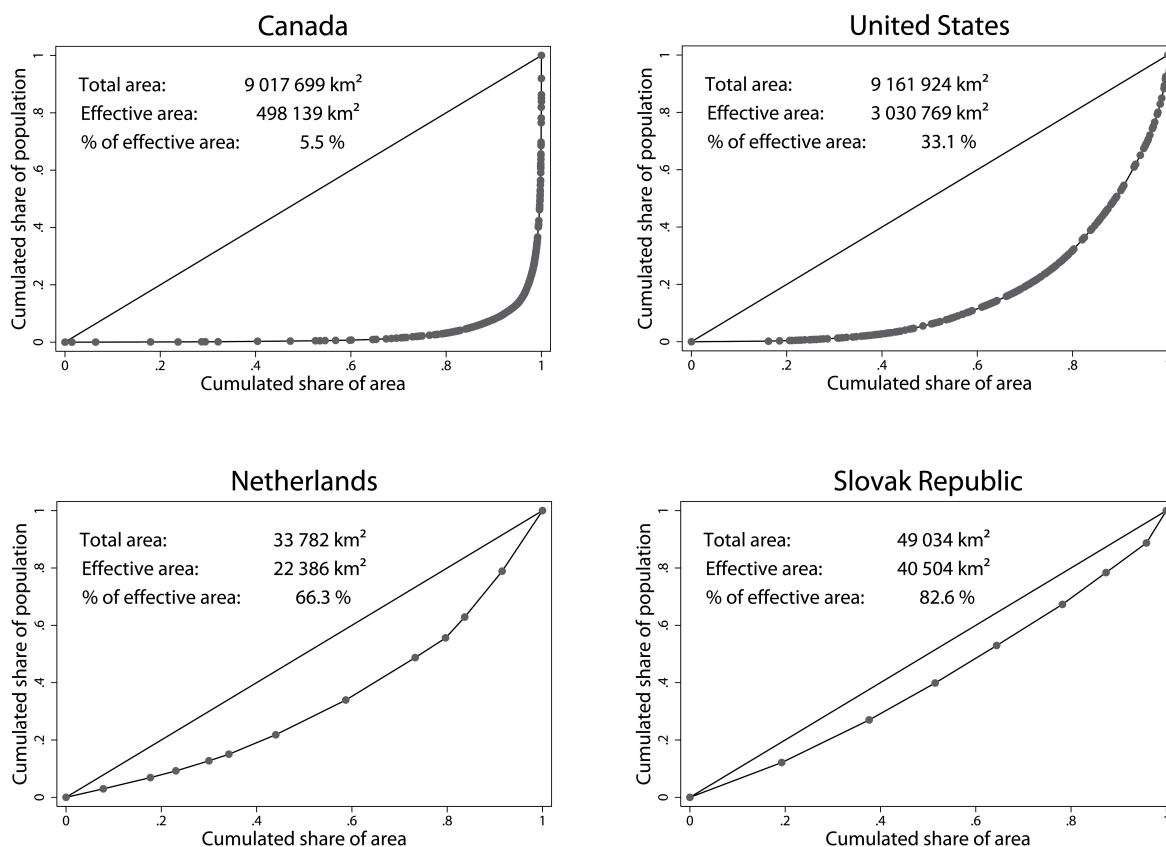 Canada
Total area: 9 017 699 km²
Effective area: 498 139 km²
% of effective area: 5.5 %
Cumulated share of population
0 .2 .4 .6 .8 1
0 .2 .4 .6 .8 1
Cumulated share of area
United States
Total area: 9 161 924 km²
Effective area: 3 030 769 km²
% of effective area: 33.1 %
Cumulated share of population
0 .2 .4 .6 .8 1
0 .2 .4 .6 .8 1
Cumulated share of area
Netherlands
Total area: 33 782 km²
Effective area: 22 386 km²
% of effective area: 66.3 %
Cumulated share of population
0 .2 .4 .6 .8 1
0 .2 .4 .6 .8 1
Cumulated share of area
Slovak Republic
Total area: 49 034 km²
Effective area: 40 504 km²
% of effective area: 82.6 %
Cumulated share of population
0 .2 .4 .6 .8 1
0 .2 .4 .6 .8 1
Cumulated share of area